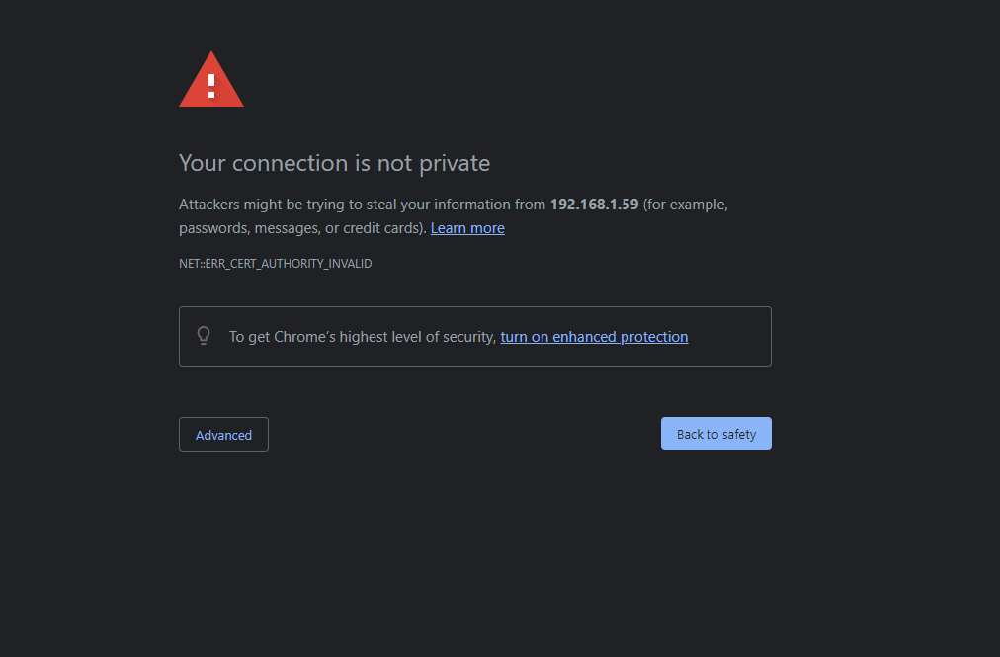 Your connection is not private
Attackers might be trying to steal your information from 192.168.1.59 (for example,
passwords, messages, or credit cards). Learn more
NET::ERR_CERT_AUTHORITY_INVALID
To get Chrome’s highest level of security, turn on enhanced protection
Advanced
Back to safety